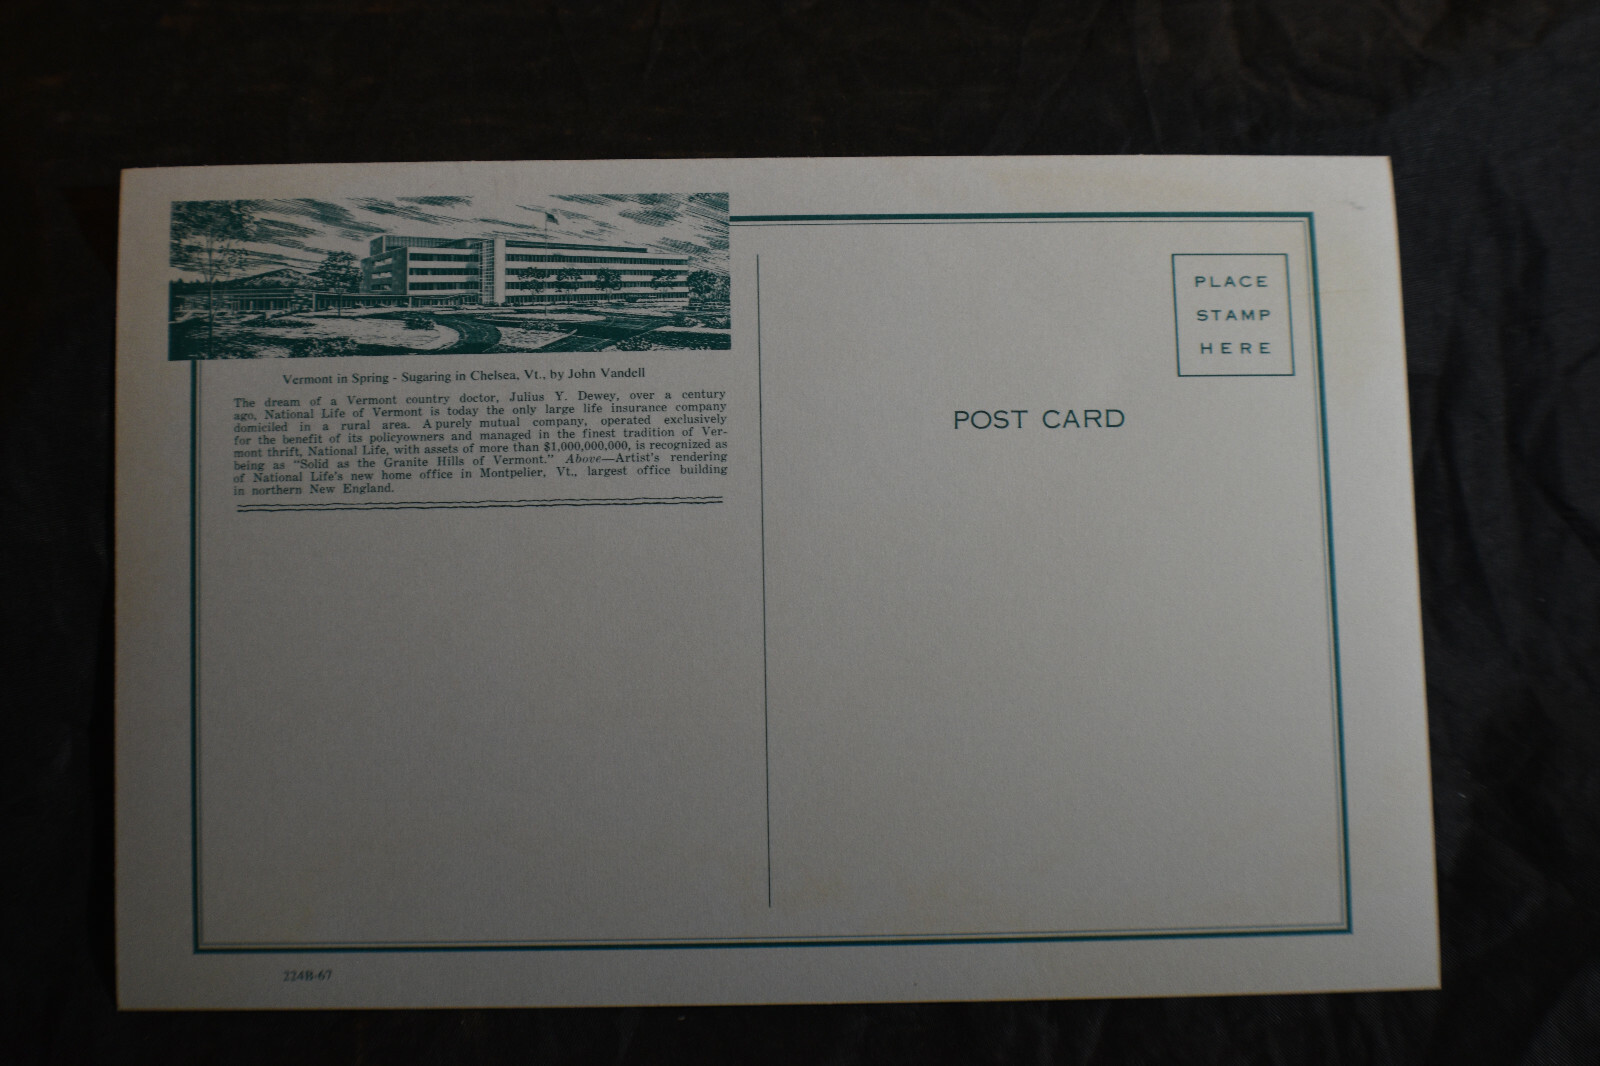 Vermont in Spring - Sugaring in Chelsea, Vt., by John Vandell
The dream of a Vermont country doctor, Julius Y. Dewey, over a century
ago, National Life of Vermont is today the only large life insurance company
domiciled in a rural area. A purely mutual company, operated exclusively
for the benefit of its policyowners and managed in the finest tradition of Ver-
mont thrift, National Life, with assets of more than $1,000,000,000, is recognized as
being as "Solid as the Granite Hills of Vermont." Above—Artist's rendering
of National Life's new home office in Montpelier, Vt., largest office building
in northern New England.
PLACE
STAMP
HERE
POST CARD
224B-67